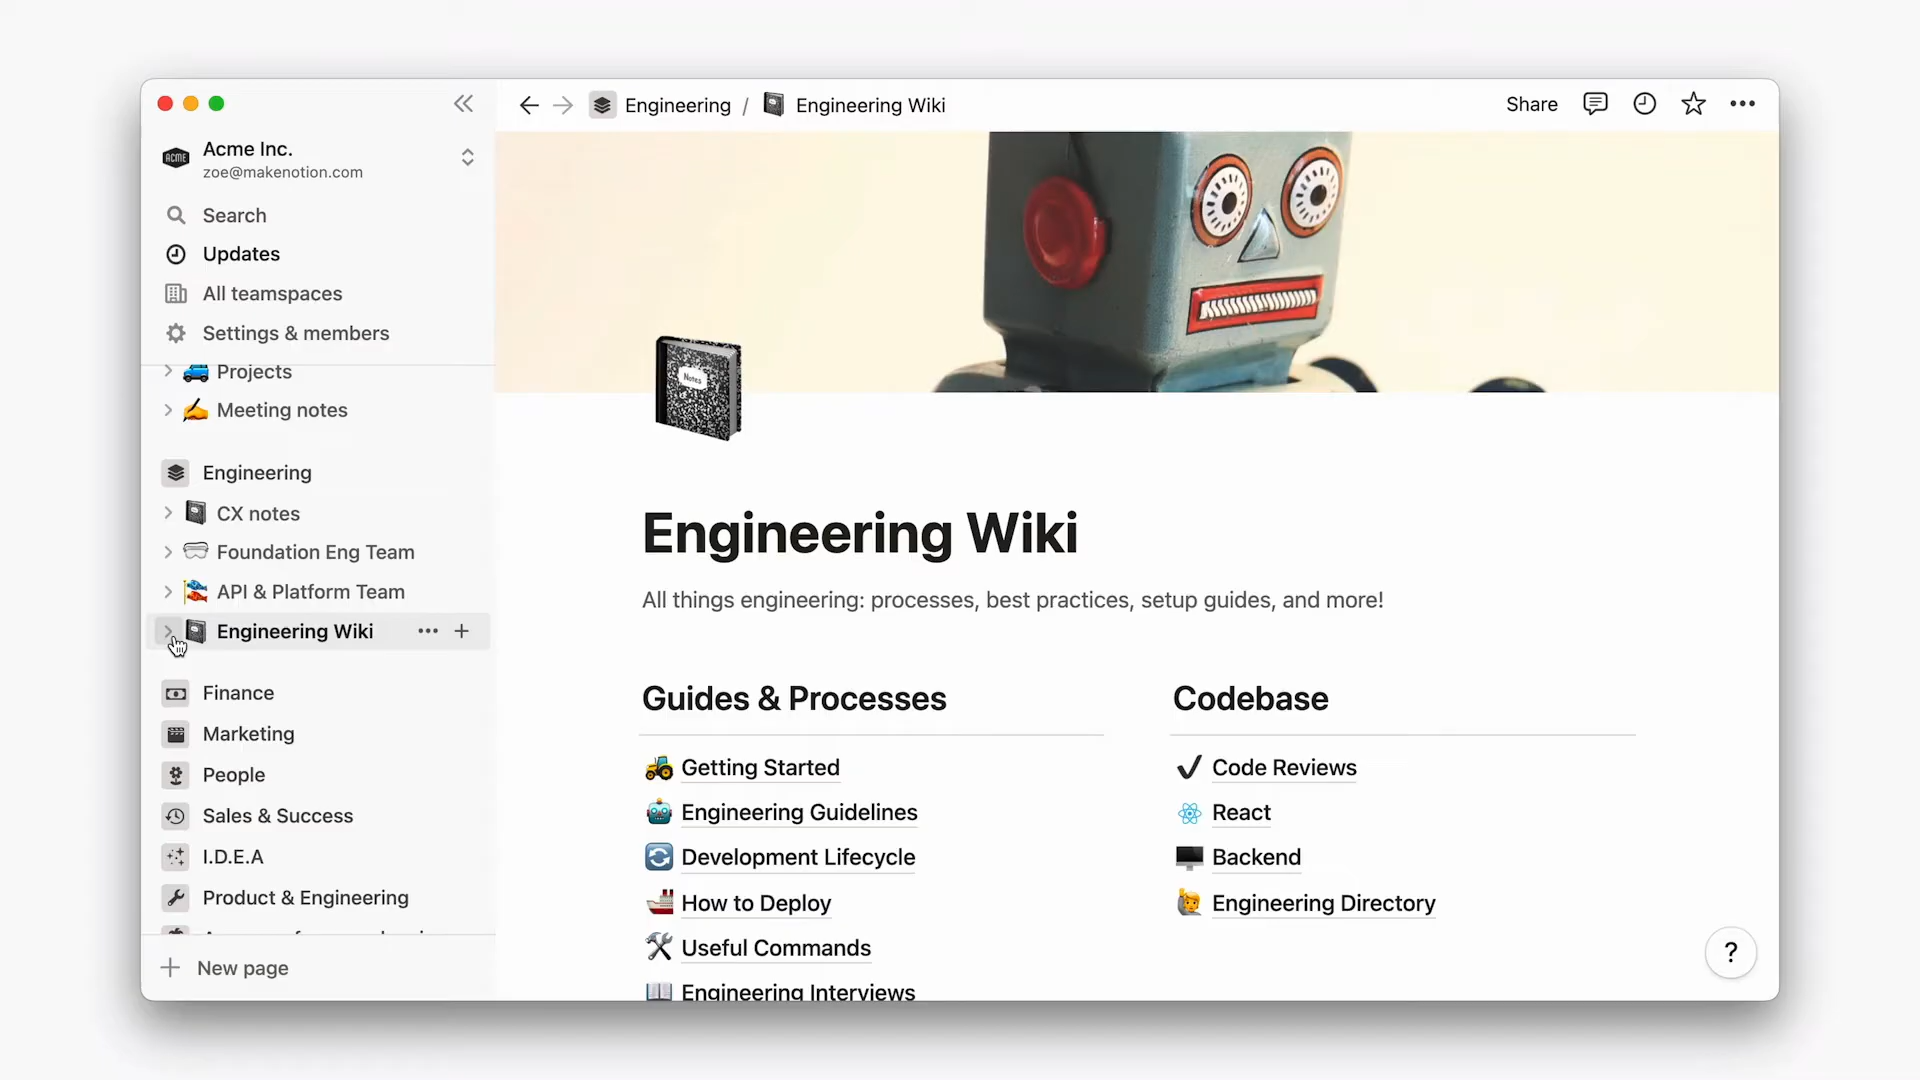 Engineering / Engineering Wiki
Share
ACME
Acme Inc.
zoe@makenotion.com
Search
Updates
All teamspaces
Settings & members
Projects
Meeting notes
Engineering
CX notes
Foundation Eng Team
API & Platform Team
Engineering Wiki
Finance
Marketing
People
Sales & Success
I.D.E.A
Product & Engineering
New page
Notes
Engineering Wiki
All things engineering: processes, best practices, setup guides, and more!
Guides & Processes
Getting Started
Engineering Guidelines
Development Lifecycle
How to Deploy
Useful Commands
Engineering Interviews
Codebase
Code Reviews
React
Backend
Engineering Directory
?